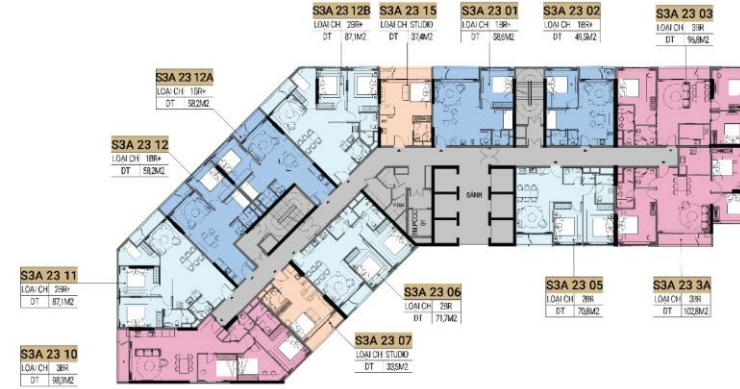 S3A 23 12B
LOẠI CH 2BR+
DT 87,1M2
S3A 23 15
LOẠI CH STUDIO
DT 37,4M2
S3A 23 01
LOẠI CH 1BR+
DT 58,6M2
S3A 23 02
LOẠI CH 1BR+
DT 49,5M2
S3A 23 03
LOẠI CH 3BR
DT 96,8M2
S3A 23 12A
LOẠI CH 1BR+
DT 58,2M2
S3A 23 12
LOẠI CH 1BR+
DT 59,2M2
SẢNH
S3A 23 11
LOẠI CH 2BR+
DT 87,1M2
S3A 23 06
LOẠI CH 2BR
DT 71,7M2
S3A 23 05
LOẠI CH 2BR
DT 70,8M2
S3A 23 3A
LOẠI CH 3BR
DT 102,8M2
S3A 23 10
LOẠI CH 3BR
DT 98,3M2
S3A 23 07
LOẠI CH STUDIO
DT 33,5M2